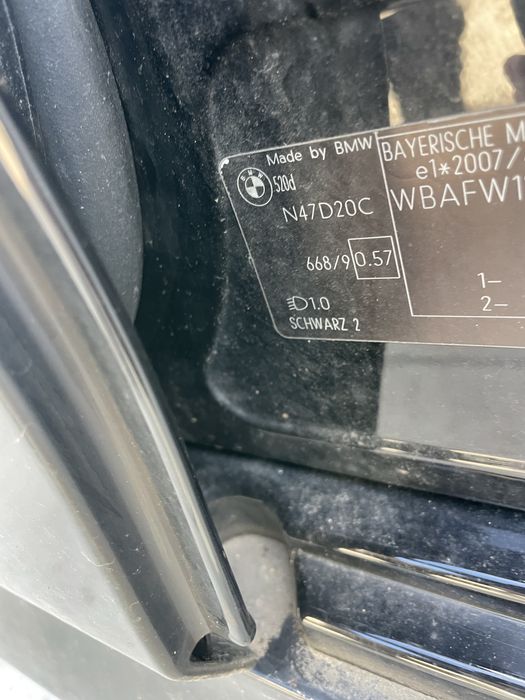 Made by BMW
BMW
520d
N47D20C
668/9 0.57
1.0
SCHWARZ 2
BAYERISCHE M
e1*2007/
WBAFW1
1-
2-